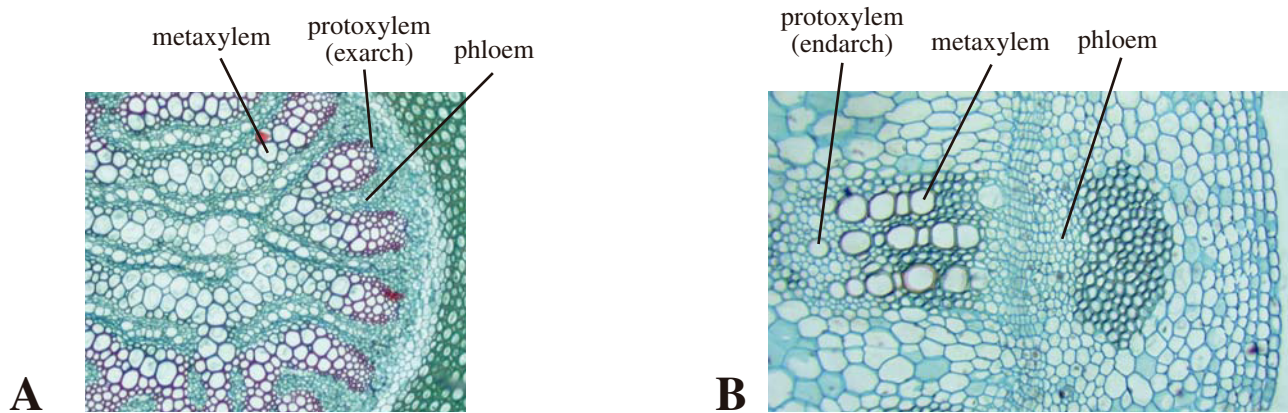 metaxylem
protoxylem
(exarch)
phloem
A
protoxylem
(endarch)
metaxylem
phloem
B